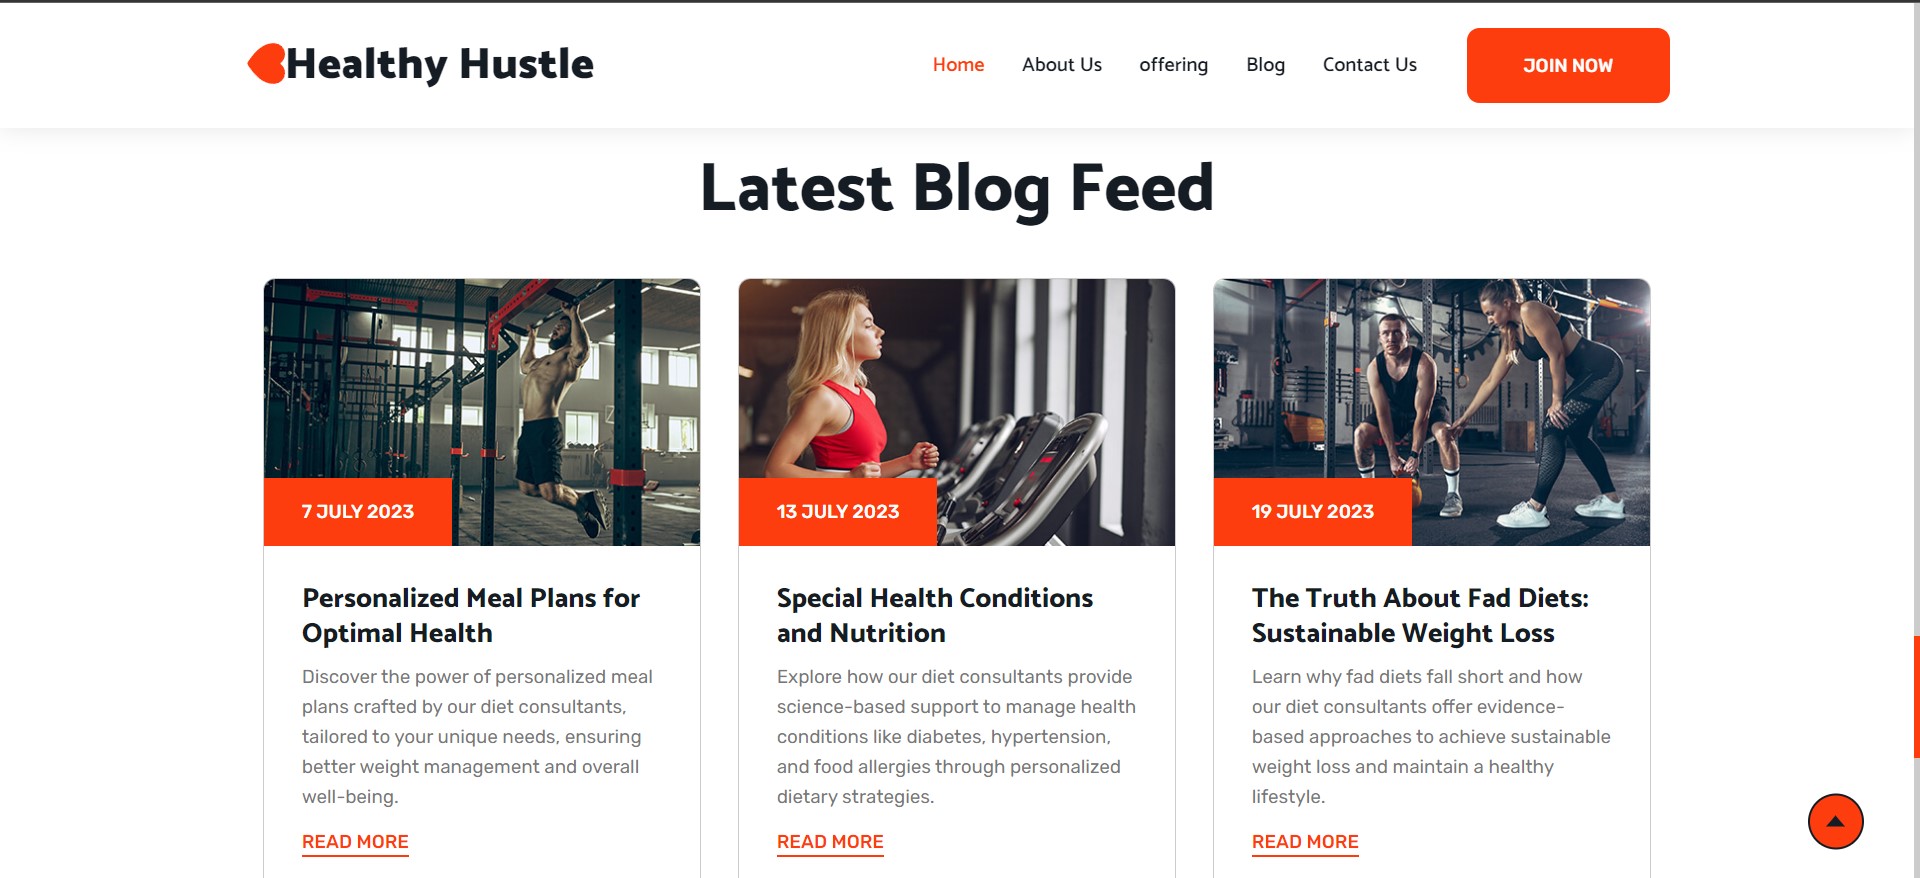 Healthy Hustle
Home About Us offering Blog Contact Us JOIN NOW
Latest Blog Feed
7 JULY 2023
Personalized Meal Plans for
Optimal Health
Discover the power of personalized meal
plans crafted by our diet consultants,
tailored to your unique needs, ensuring
better weight management and overall
well-being.
READ MORE
13 JULY 2023
Special Health Conditions
and Nutrition
Explore how our diet consultants provide
science-based support to manage health
conditions like diabetes, hypertension,
and food allergies through personalized
dietary strategies.
READ MORE
19 JULY 2023
The Truth About Fad Diets:
Sustainable Weight Loss
Learn why fad diets fall short and how
our diet consultants offer evidence-
based approaches to achieve sustainable
weight loss and maintain a healthy
lifestyle.
READ MORE